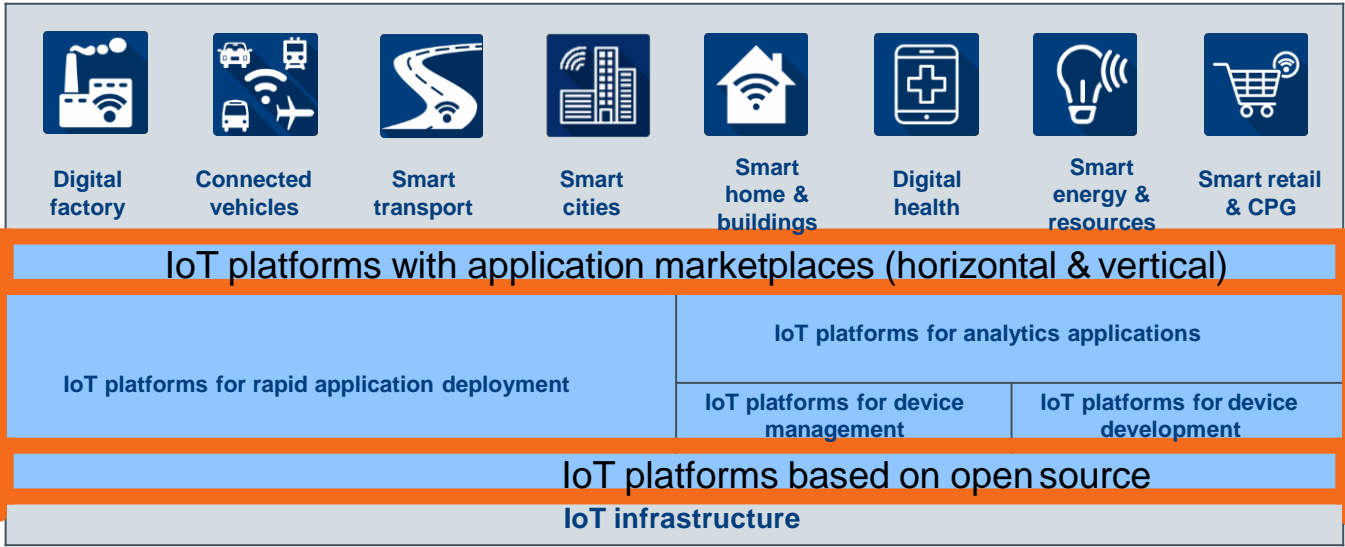 Digital
factory
Connected
vehicles
Smart
transport
Smart
cities
Smart
home &
buildings
Digital
health
Smart
energy &
resources
Smart retail
& CPG
IoT platforms with application marketplaces (horizontal & vertical)
IoT platforms for rapid application deployment
IoT platforms for analytics applications
IoT platforms for device
management
IoT platforms for device
development
IoT platforms based on open source
IoT infrastructure